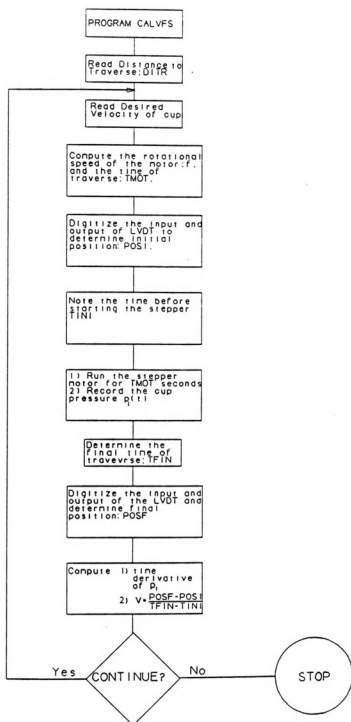 PROGRAM CALVFS
Read Distance to
Traverse: DITR
Read Desired
Velocity of cup
Compute the rotational
speed of the motor: f,
and the time of
traverse: TMOT.
Digitize the input and
output of LVDT to
determine initial
position: POSI.
Note the time before
starting the stepper
TINI
1) Run the stepper
motor for TMOT seconds
2) Record the cup
pressure p_i(t)
Determine the
final time of
travevrse: TFIN
Digitize the input and
output of the LVDT and
determine final
position: POSF
Compute 1) time
derivative
of P_i
2) V=POSF-POSI
TFIN-TINI
Yes
CONTINUE?
No
STOP